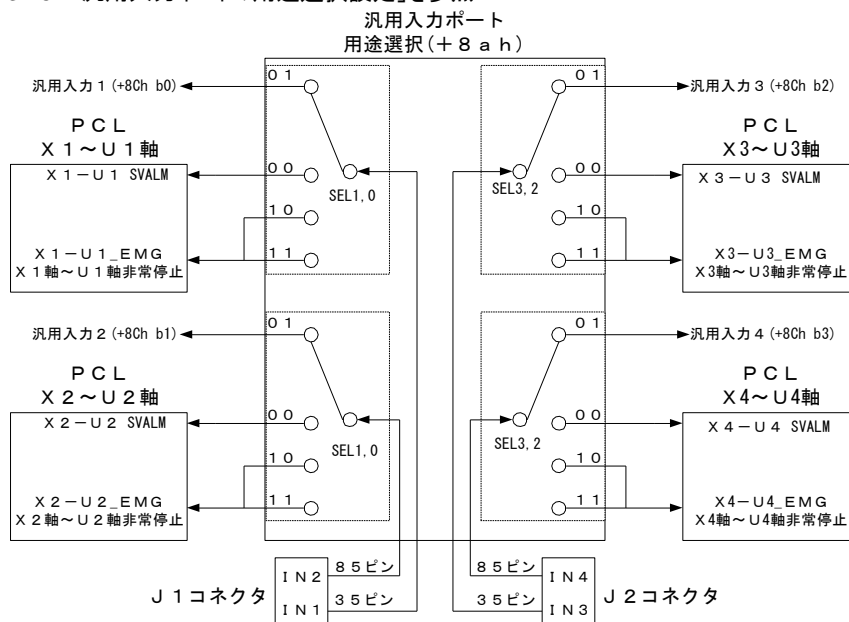 汎用入力ポート
用途選択(+8ah)
汎用入力1(+8Ch b0)
01
PCL
X1～U1軸
X1-U1 SVALM
00
10
X1-U1_EMG
X1軸～U1軸非常停止
11
SEL1,0
01
汎用入力3(+8Ch b2)
PCL
X3～U3軸
00
X3-U3 SVALM
10
X3-U3_EMG
X3軸～U3軸非常停止
11
SEL3,2
汎用入力2(+8Ch b1)
01
PCL
X2～U2軸
X2-U2 SVALM
00
10
X2-U2_EMG
X2軸～U2軸非常停止
11
SEL1,0
01
汎用入力4(+8Ch b3)
PCL
X4～U4軸
00
X4-U4 SVALM
10
X4-U4_EMG
X4軸～U4軸非常停止
11
SEL3,2
J1コネクタ
IN2
85ピン
IN1
35ピン
85ピン
IN4
35ピン
IN3
J2コネクタ